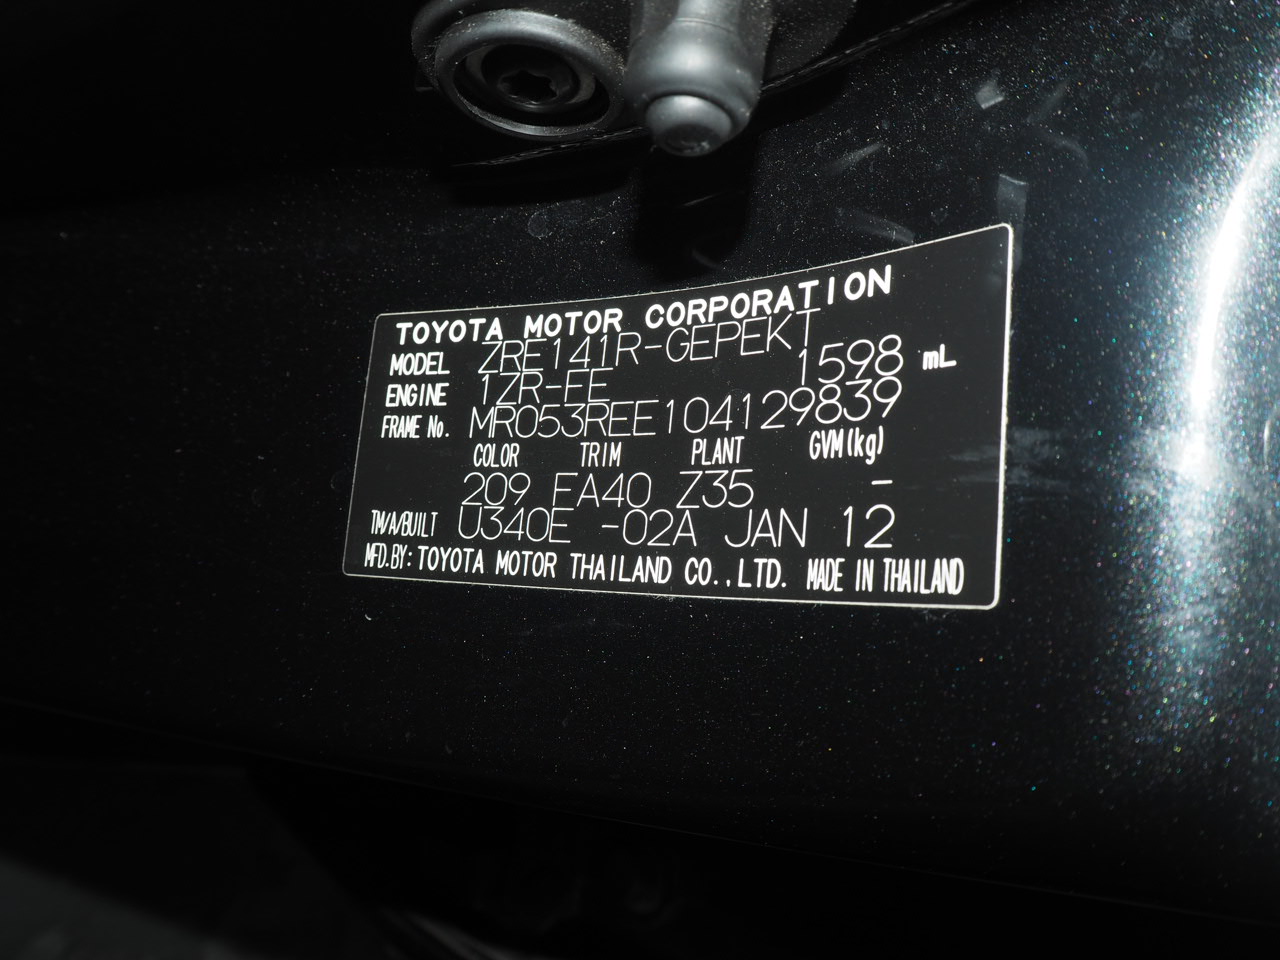 TOYOTA MOTOR CORPORATION
MODEL ZRE141R-GEPEKT
ENGINE 1ZR-FE 1598 mL
FRAME No. MR053REE104129839
COLOR TRIM PLANT GVM(kg)
209 FA40 Z35 -
TM/A/BUILT U340E -02A JAN 12
MFD.BY: TOYOTA MOTOR THAILAND CO.,LTD. MADE IN THAILAND